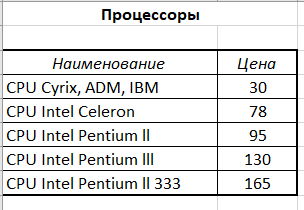 Процессоры
Наименование Цена
CPU Cyrix, ADM, IBM 30
CPU Intel Celeron 78
CPU Intel Pentium ll 95
CPU Intel Pentium lll 130
CPU Intel Pentium ll 333 165